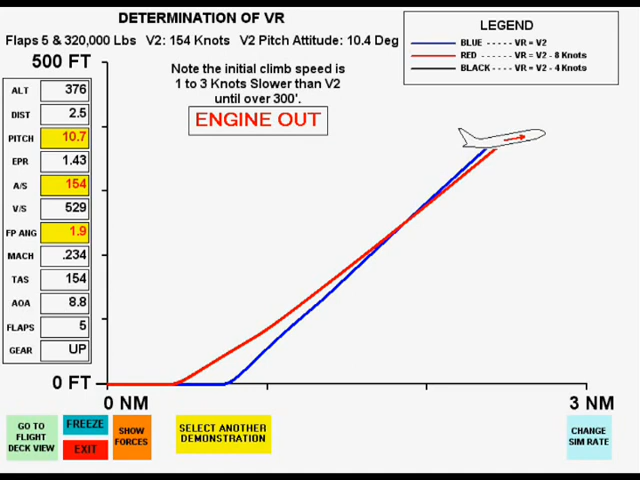 DETERMINATION OF VR
Flaps 5 & 320,000 Lbs V2: 154 Knots V2 Pitch Attitude: 10.4 Deg
LEGEND
BLUE ----- VR = V2
RED ------ VR = V2 - 8 Knots
BLACK ---- VR = V2 - 4 Knots
500 FT
Note the initial climb speed is
1 to 3 Knots Slower than V2
until over 300'.
ENGINE OUT
ALT 376
DIST 2.5
PITCH 10.7
EPR 1.43
A/S 154
V/S 529
FP ANG 1.9
MACH .234
TAS 154
AOA 8.8
FLAPS 5
GEAR UP
0 FT
0 NM
3 NM
GO TO
FLIGHT
DECK VIEW
FREEZE
EXIT
SHOW
FORCES
SELECT ANOTHER
DEMONSTRATION
CHANGE
SIM RATE